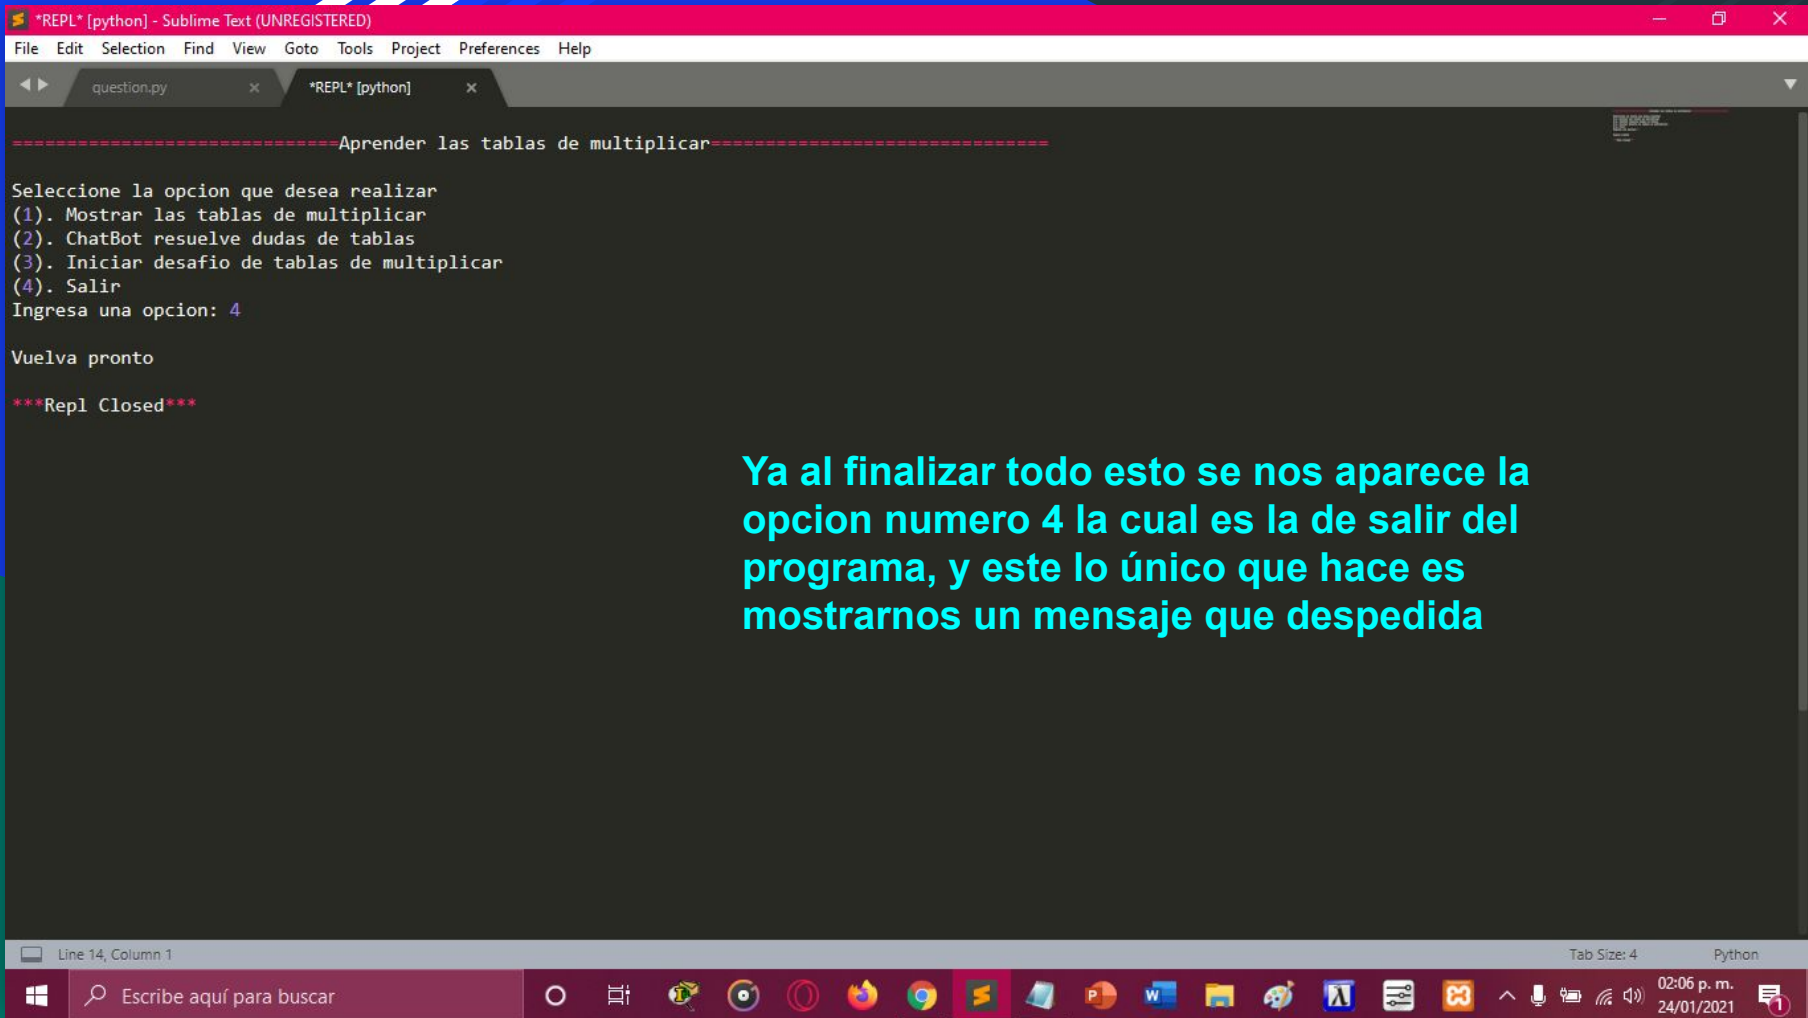 *REPL* [python] - Sublime Text (UNREGISTERED)
File Edit Selection Find View Goto Tools Project Preferences Help
question.py *REPL* [python]
==============================Aprender las tablas de multiplicar===============================
Seleccione la opcion que desea realizar
(1). Mostrar las tablas de multiplicar
(2). ChatBot resuelve dudas de tablas
(3). Iniciar desafio de tablas de multiplicar
(4). Salir
Ingresa una opcion: 4
Vuelva pronto
***Repl Closed***
Ya al finalizar todo esto se nos aparece la
opcion numero 4 la cual es la de salir del
programa, y este lo único que hace es
mostrarnos un mensaje que despedida
Line 14, Column 1 Tab Size: 4 Python
Escribe aquí para buscar
02:06 p. m.
24/01/2021
1